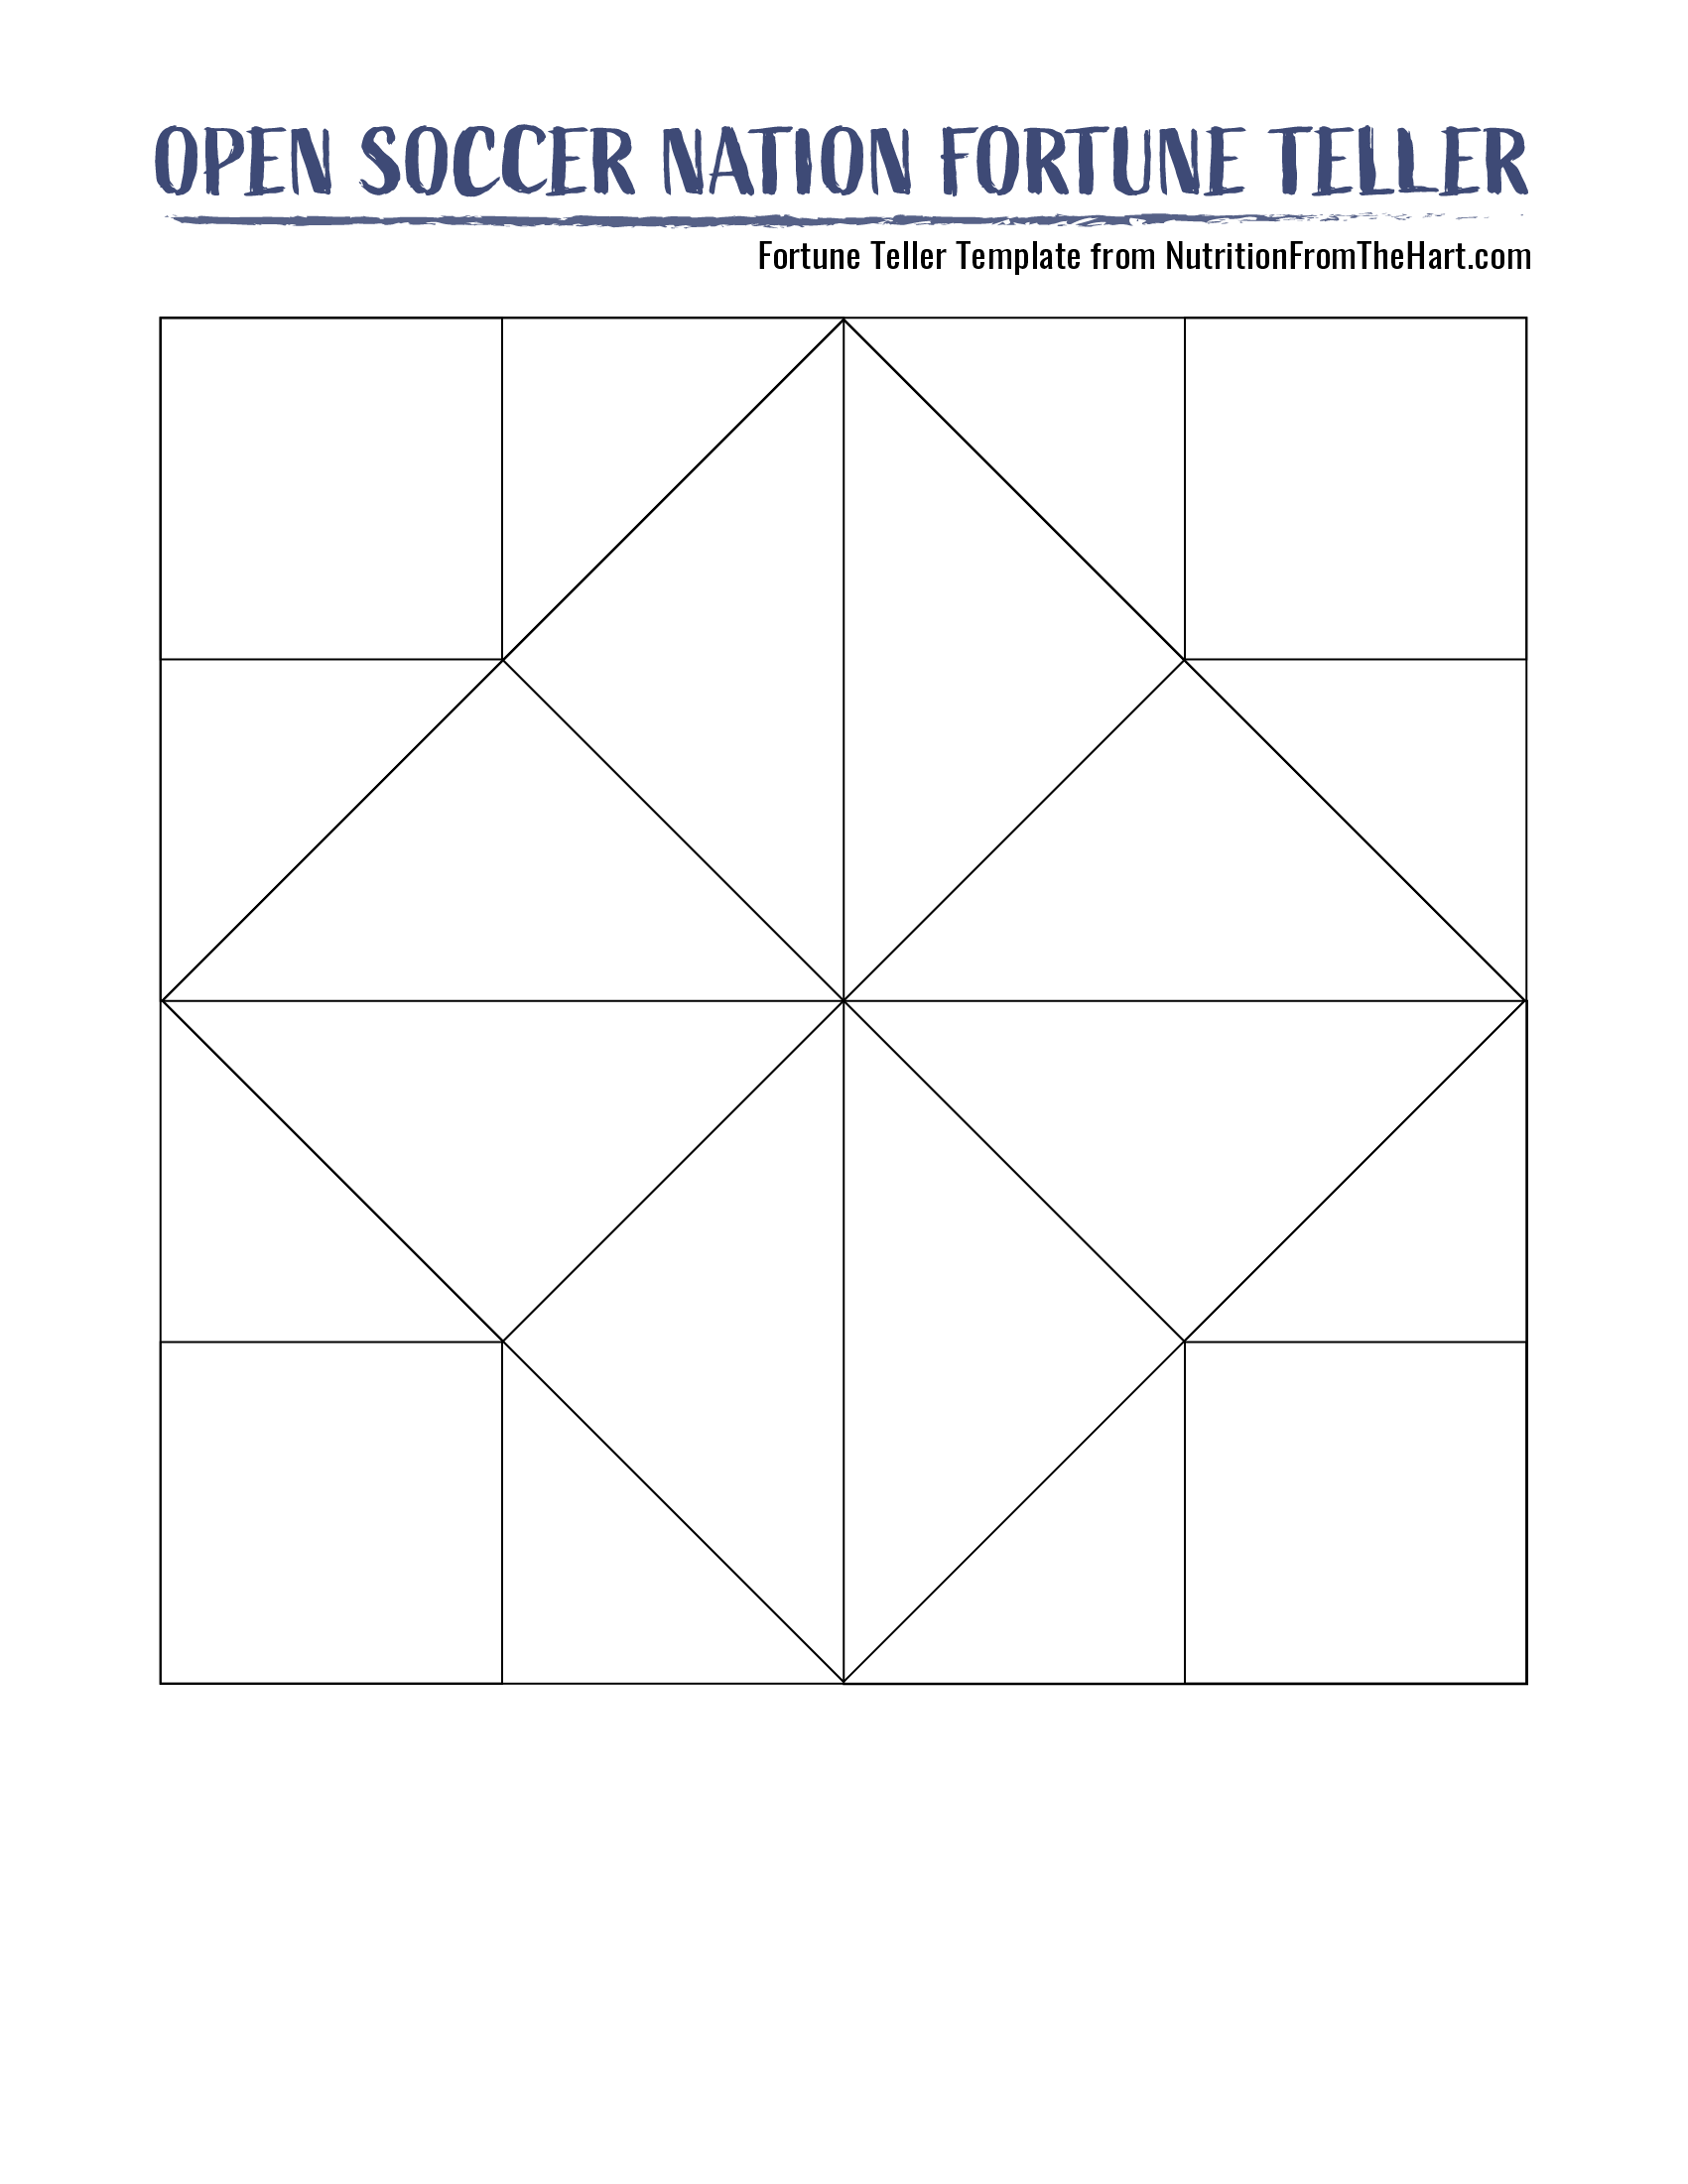 OPEN SOCCER NATION FORTUNE TELLER
Fortune Teller Template from NutritionFromTheHart.com